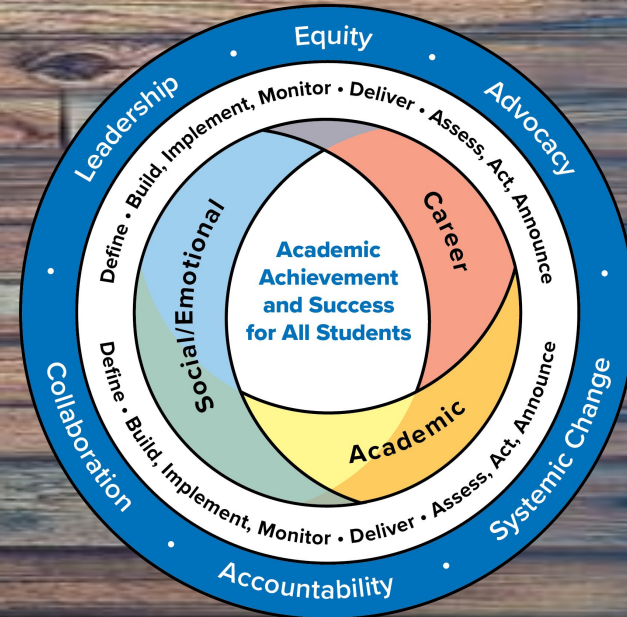 Equity
Advocacy
Systemic Change
Accountability
Collaboration
Leadership
Define • Build, Implement, Monitor • Deliver • Assess, Act, Announce
Define • Build, Implement, Monitor • Deliver • Assess, Act, Announce
Social/Emotional
Career
Academic
Academic
Achievement
and Success
for All Students